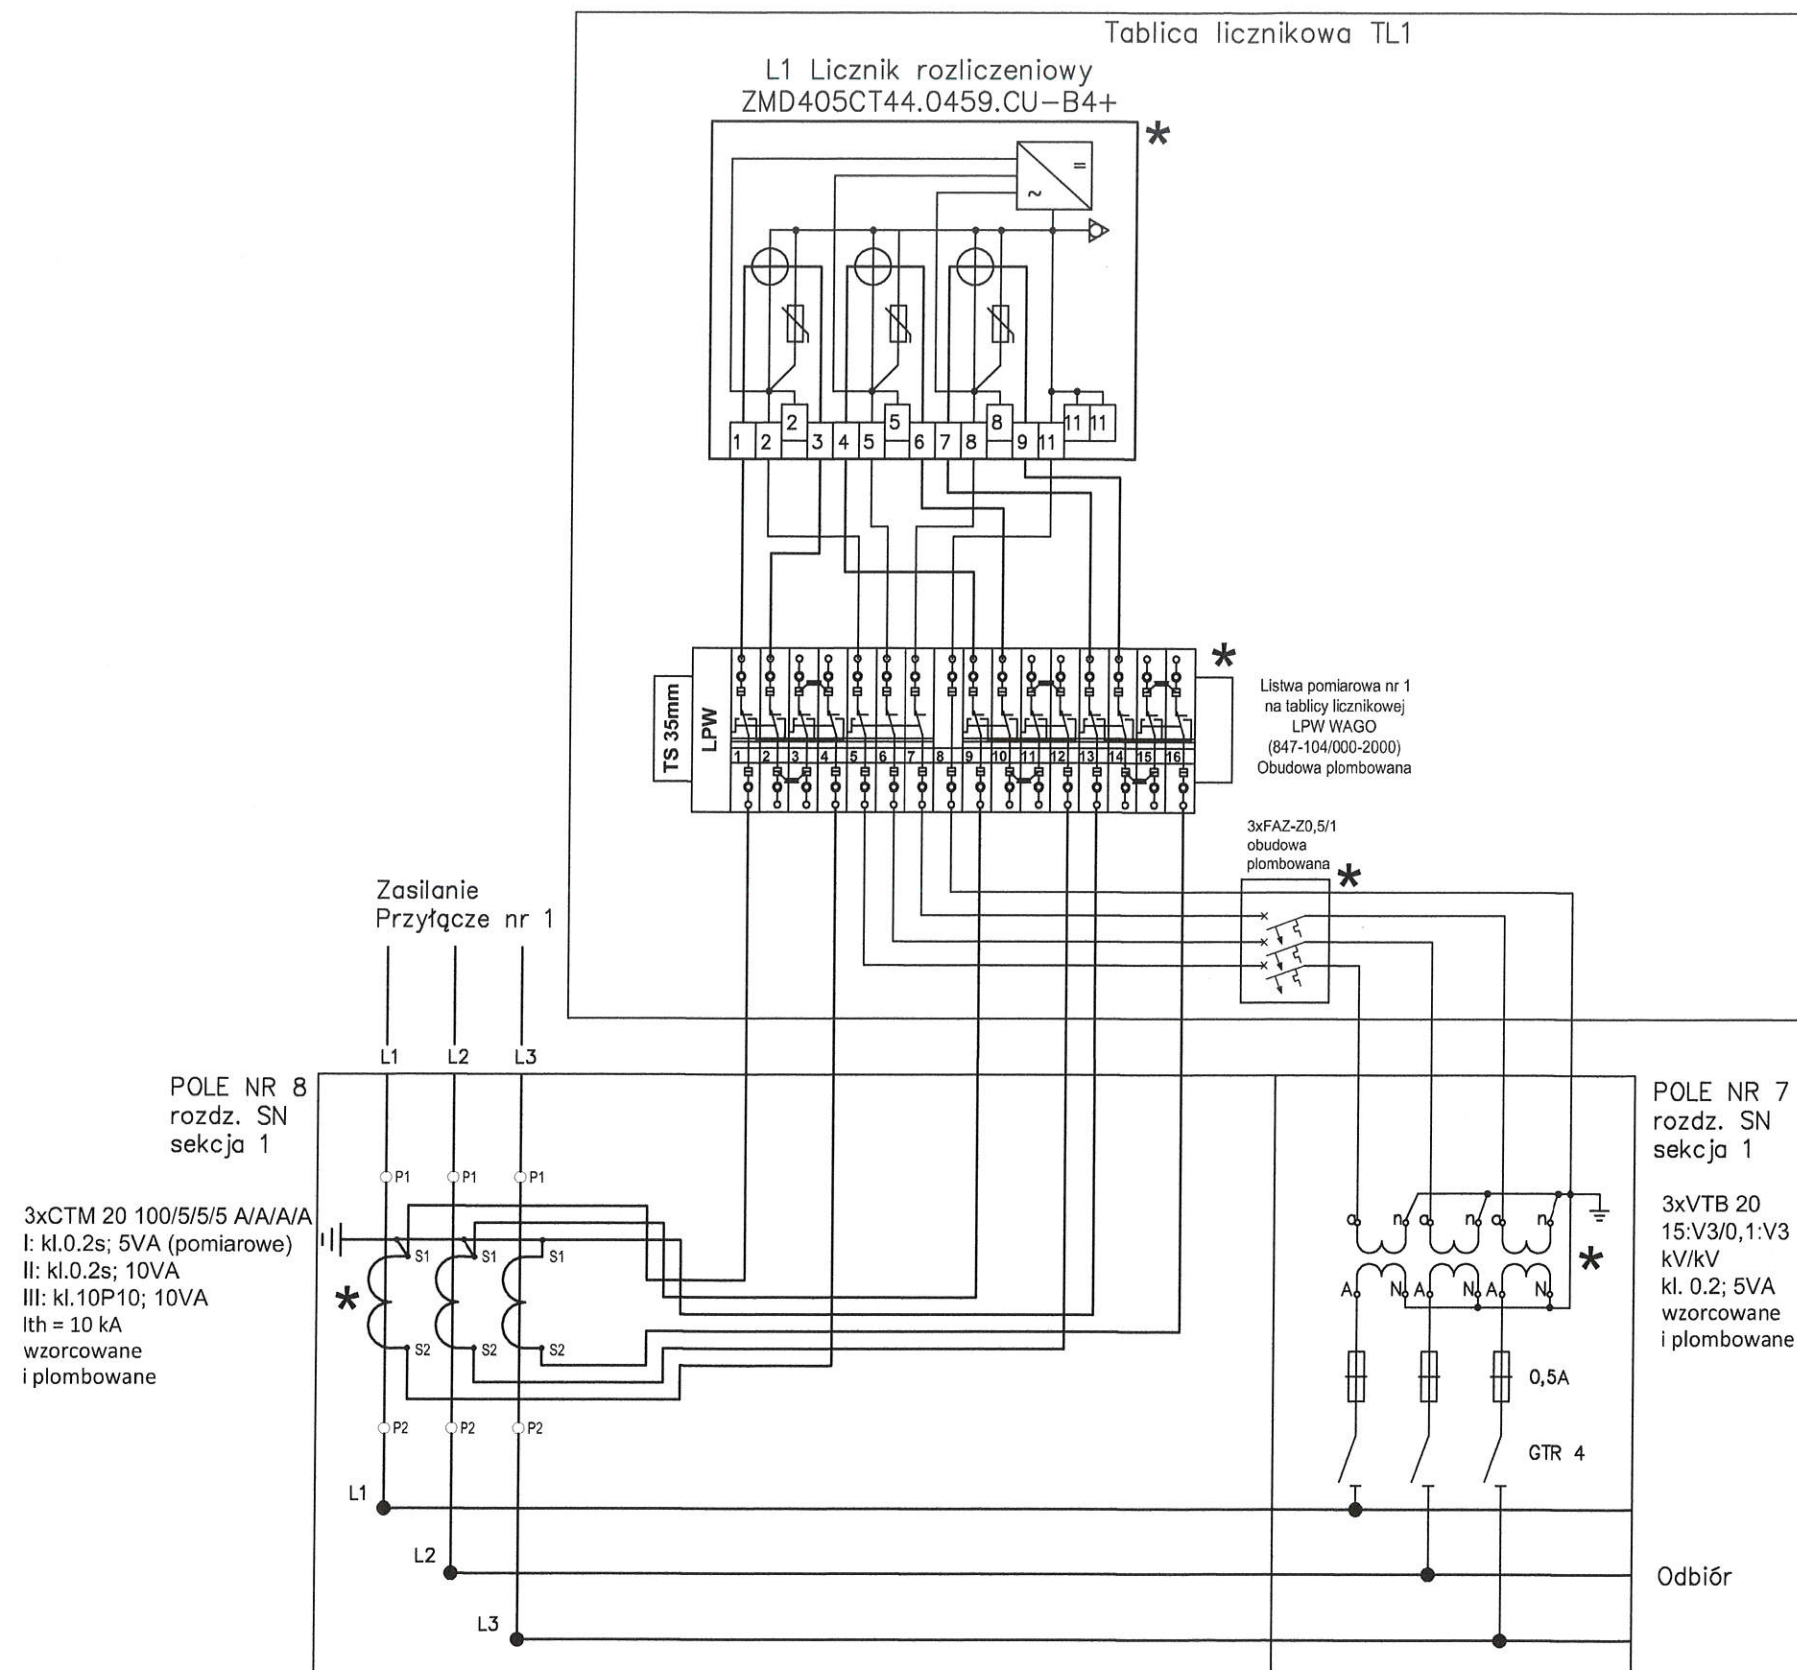 Tablica licznikowa TL1
L1 Licznik rozliczeniowy
ZMD405CT44.0459.CU-B4+
*
=
~
2 5 8 11 11
1 2 3 4 5 6 7 8 9 11
*
TS 35mm
LPW
1 2 3 4 5 6 7 8 9 10 11 12 13 14 15 16
Listwa pomiarowa nr 1
na tablicy licznikowej
LPW WAGO
(847-104/000-2000)
Obudowa plombowana
3xFAZ-Z0,5/1
obudowa
plombowana
*
Zasilanie
Przyłącze nr 1
L1 L2 L3
POLE NR 8
rozdz. SN
sekcja 1
POLE NR 7
rozdz. SN
sekcja 1
P1 P1 P1
3xCTM 20 100/5/5/5 A/A/A/A
I: kl.0.2s; 5VA (pomiarowe)
II: kl.0.2s; 10VA
III: kl.10P10; 10VA
Ith = 10 kA
wzorcowane
i plombowane
*
S1 S1 S1
S2 S2 S2
P2 P2 P2
a n a n a n
A N A N A N
*
3xVTB 20
15:V3/0,1:V3
kV/kV
kl. 0.2; 5VA
wzorcowane
i plombowane
0,5A
GTR 4
L1
L2
L3
Odbiór